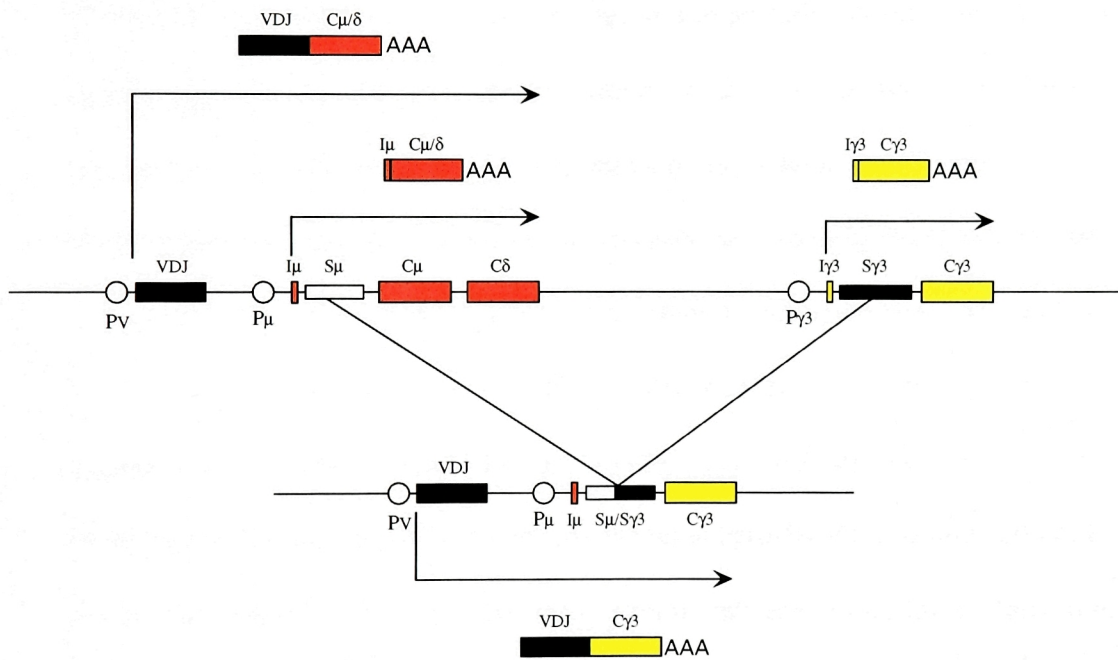 VDJ Cμ/δ
AAA
Iμ Cμ/δ
AAA
Iγ3 Cγ3
AAA
VDJ Iμ Sμ Cμ Cδ Iγ3 Sγ3 Cγ3
PV Pμ Pγ3
VDJ
PV Pμ Iμ Sμ/Sγ3 Cγ3
VDJ Cγ3
AAA